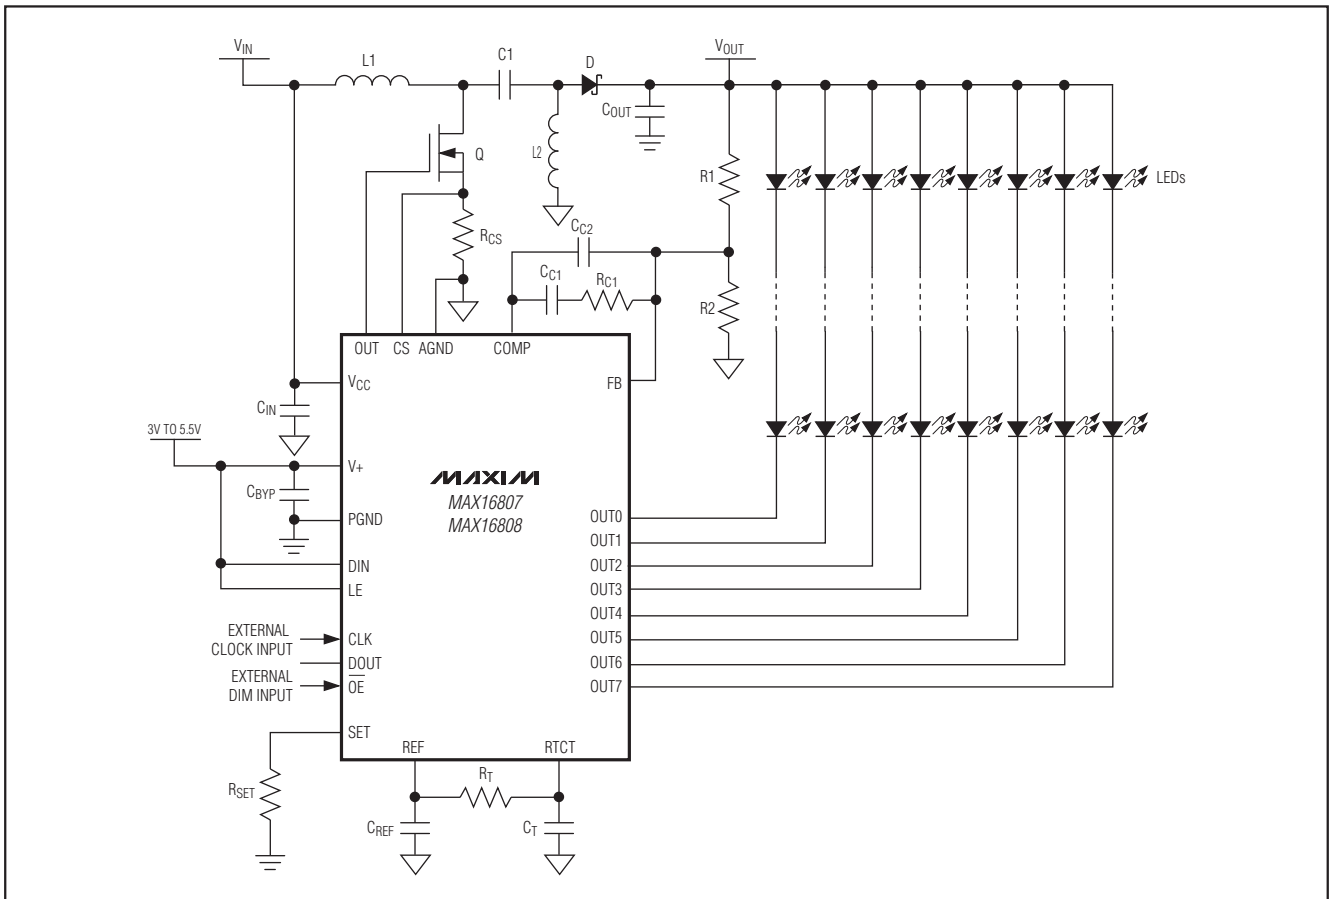 VIN
L1
C1
D
VOUT
COUT
L2
Q
R1
LEDs
RCS
CC2
CC1
RC1
R2
OUT CS AGND COMP
VCC
FB
CIN
3V TO 5.5V
V+
CBYP
MAXIM
MAX16807
MAX16808
PGND
OUT0
OUT1
DIN
OUT2
LE
OUT3
OUT4
EXTERNAL
CLOCK INPUT
CLK
OUT5
DOUT
OUT6
EXTERNAL
DIM INPUT
OE
OUT7
SET
REF
RTCT
RSET
RT
CREF
CT